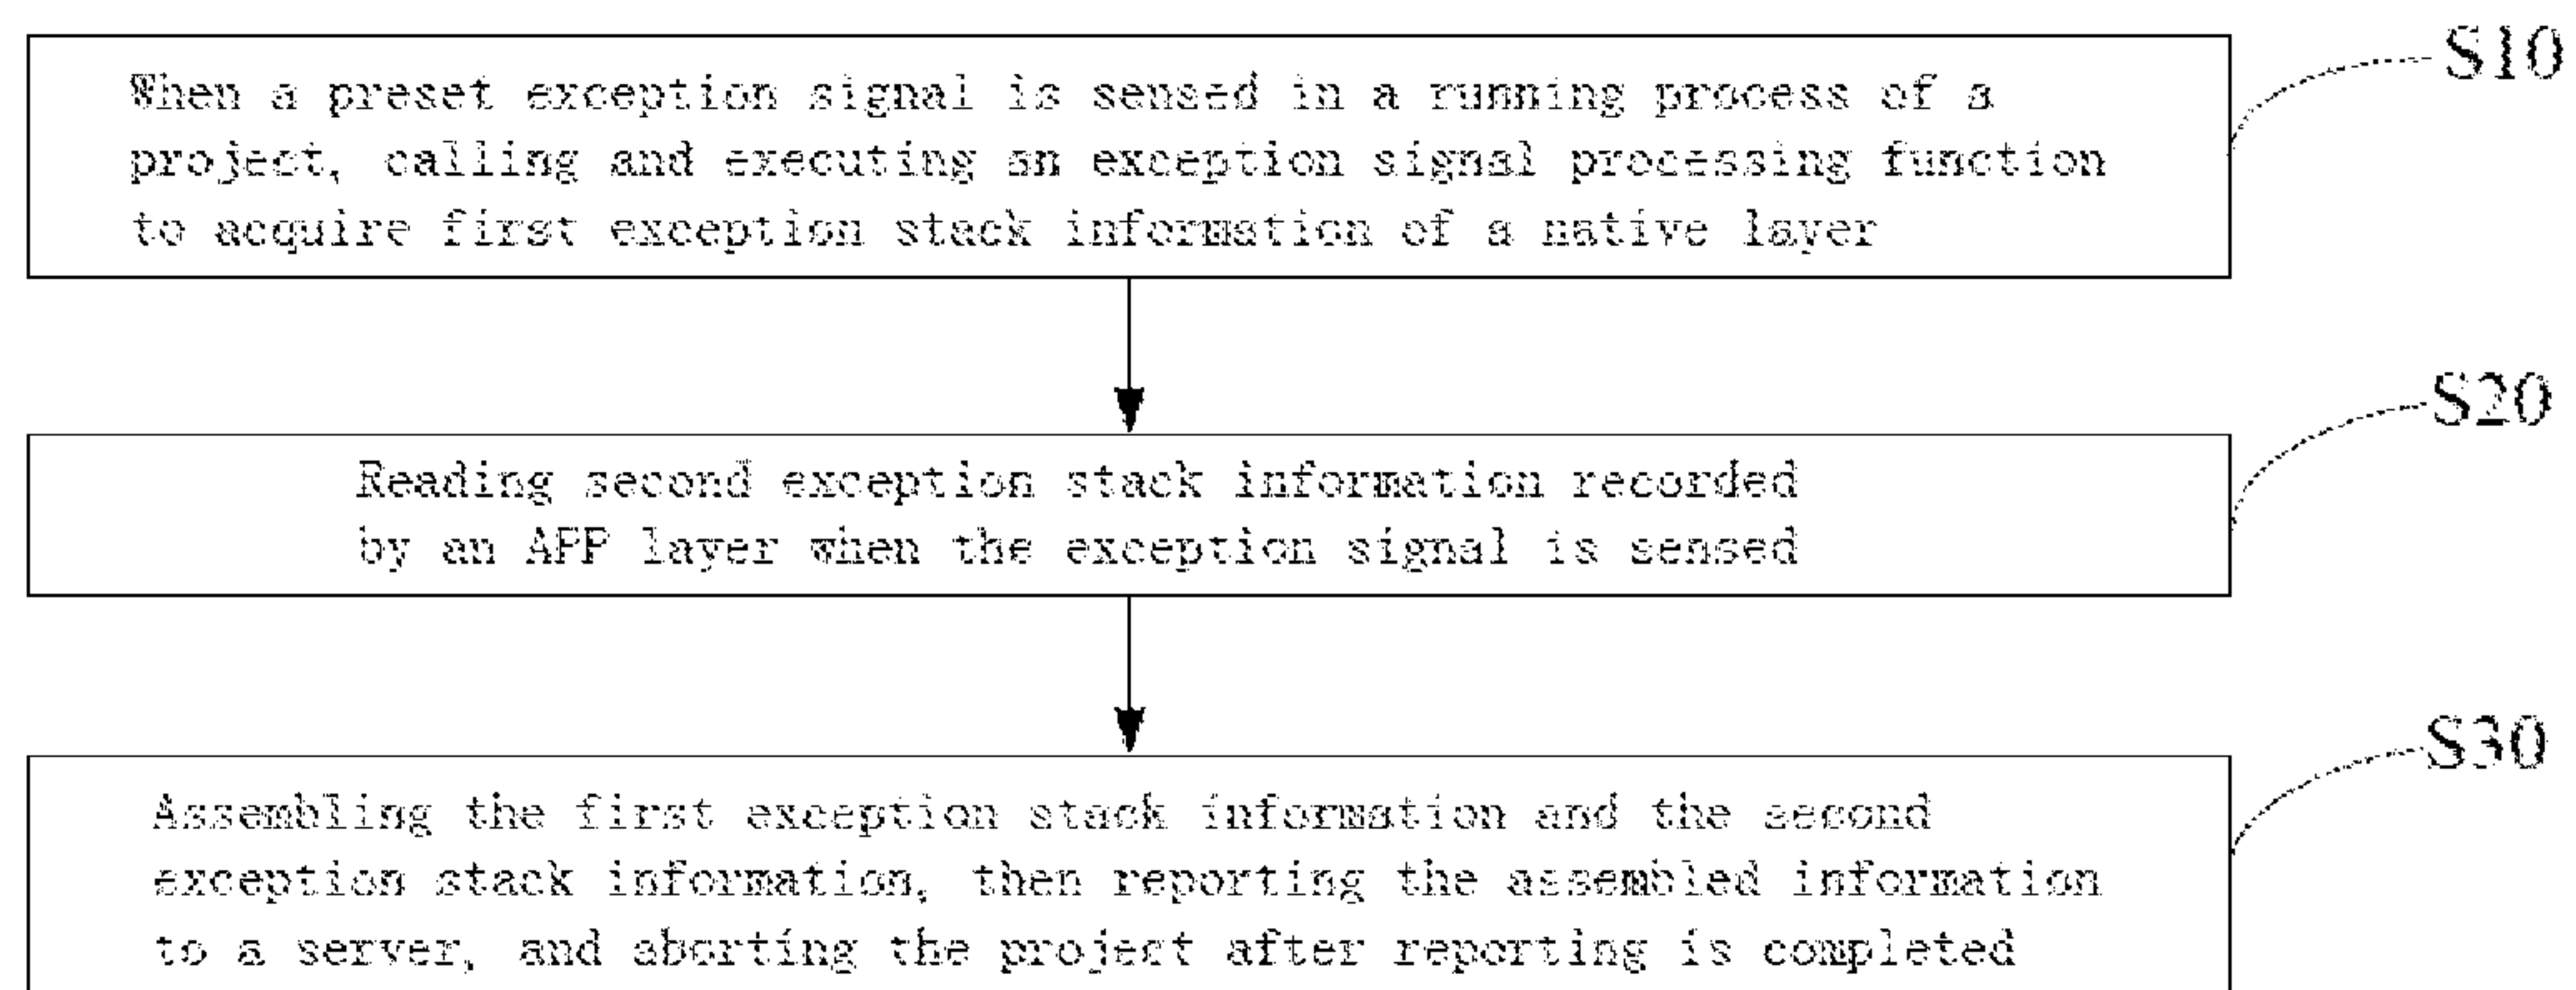 When a preset exception signal is sensed in a running process of a
project, calling and executing an exception signal processing function
to acquire first exception stack information of a native layer
S10
Reading second exception stack information recorded
by an APP layer when the exception signal is sensed
S20
Assembling the first exception stack information and the second
exception stack information, then reporting the assembled information
to a server, and aborting the project after reporting is completed
S30